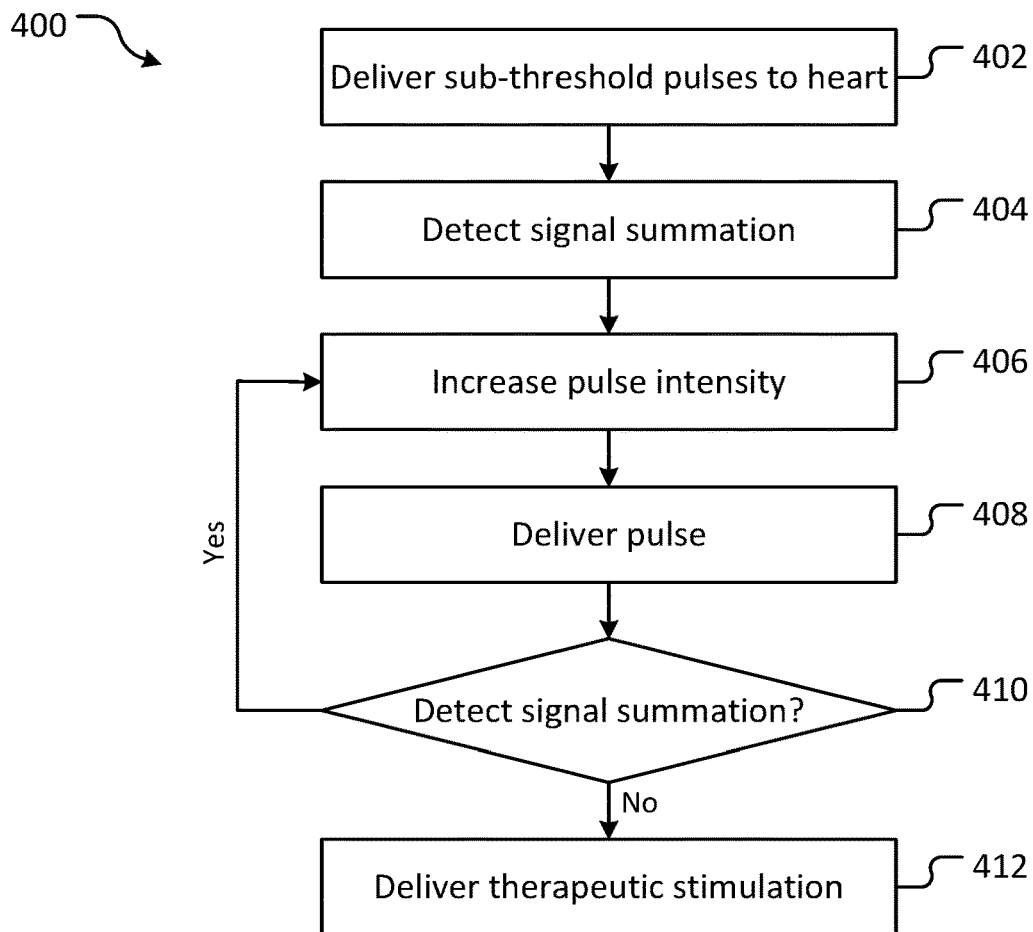 400
Deliver sub-threshold pulses to heart
402
Detect signal summation
404
Increase pulse intensity
406
Deliver pulse
408
Yes
Detect signal summation?
410
No
Deliver therapeutic stimulation
412